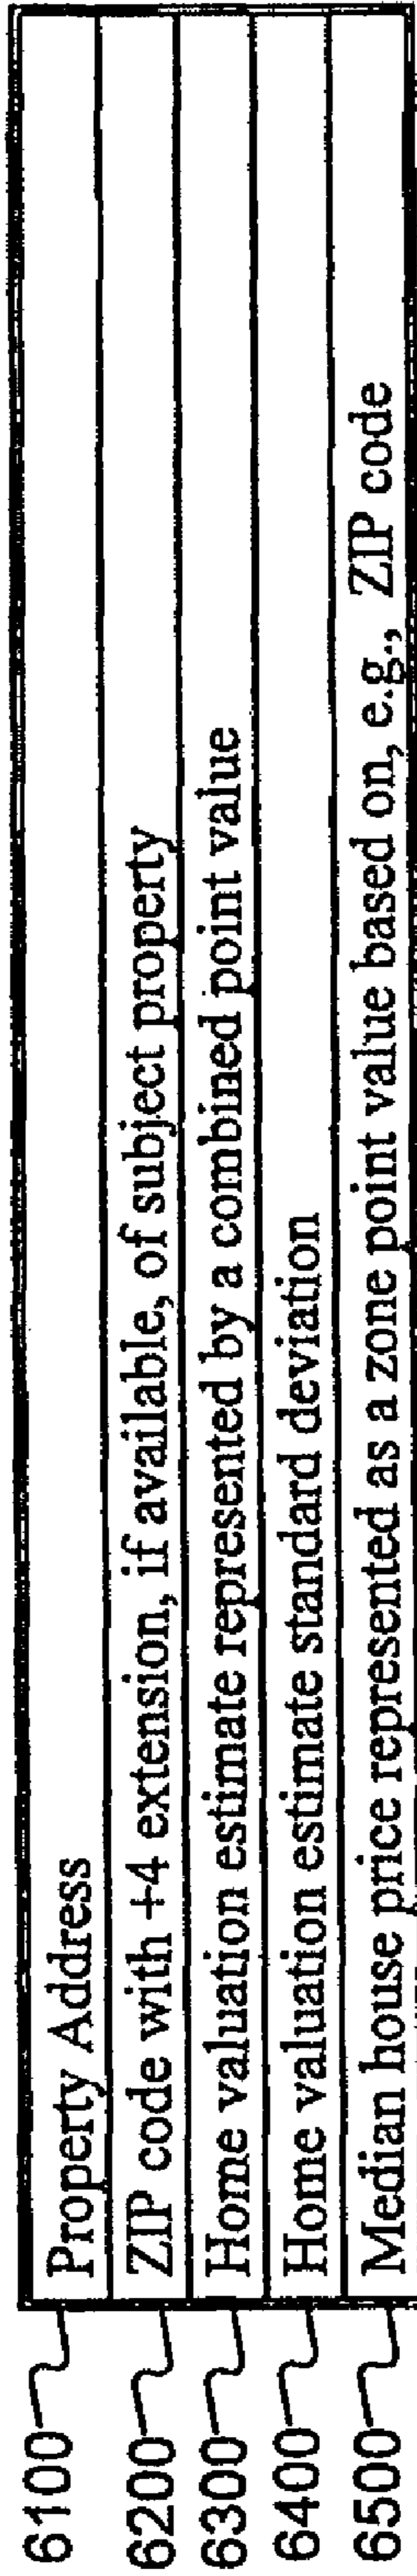 6100 Property Address
6200 ZIP code with +4 extension, if available, of subject property
6300 Home valuation estimate represented by a combined point value
6400 Home valuation estimate standard deviation
6500 Median house price represented as a zone point value based on, e.g., ZIP code